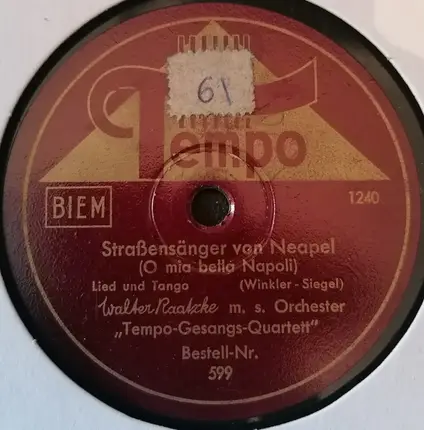 61
Tempo
BIEM
1240
Straßensänger von Neapel
(O mia bella Napoli)
Lied und Tango (Winkler-Siegel)
Walter Raatzke m. s. Orchester
„Tempo-Gesangs-Quartett"
Bestell-Nr.
599